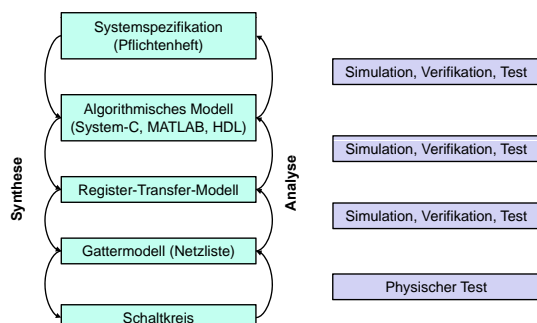 Systemspezifikation
(Pflichtenheft)
Simulation, Verifikation, Test
Algorithmisches Modell
(System-C, MATLAB, HDL)
Simulation, Verifikation, Test
Synthese
Analyse
Register-Transfer-Modell
Simulation, Verifikation, Test
Gattermodell (Netzliste)
Physischer Test
Schaltkreis